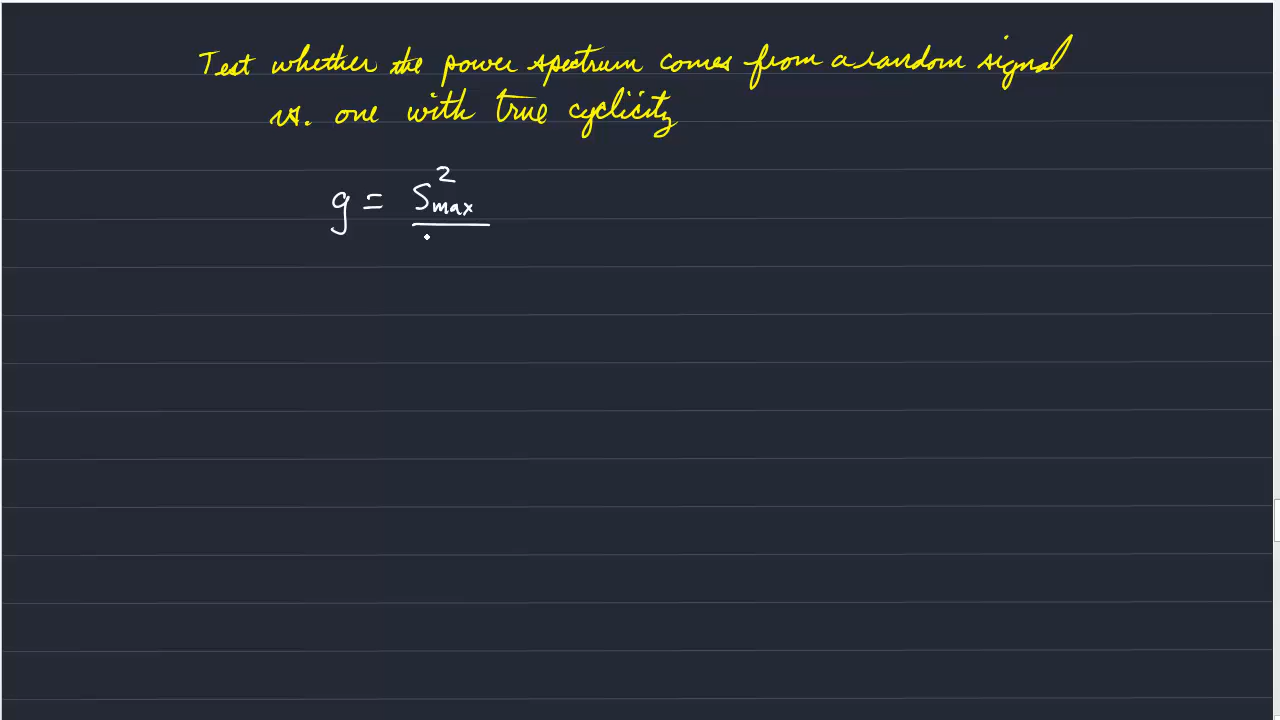 Test whether the power spectrum comes from a random signal
vs. one with true cyclicity
g = S²max